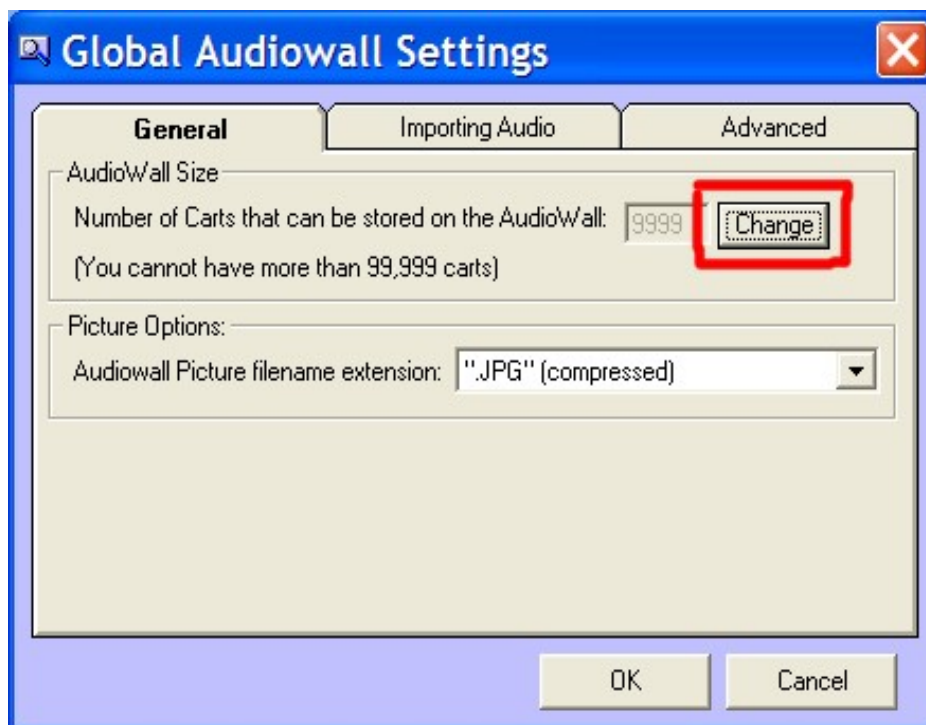 Global Audiowall Settings
General
Importing Audio
Advanced
AudioWall Size
Number of Carts that can be stored on the AudioWall: 9999 Change
(You cannot have more than 99,999 carts)
Picture Options:
Audiowall Picture filename extension: ".JPG" (compressed)
OK
Cancel